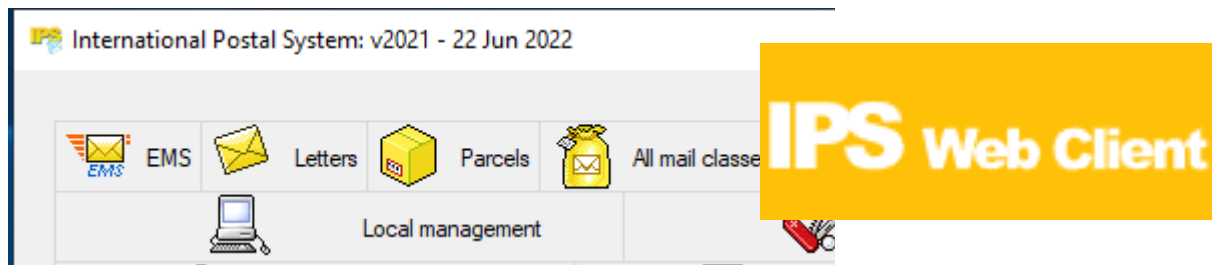 IPS International Postal System: v2021 - 22 Jun 2022
EMS EMS Letters Parcels All mail classe
IPS Web Client
Local management